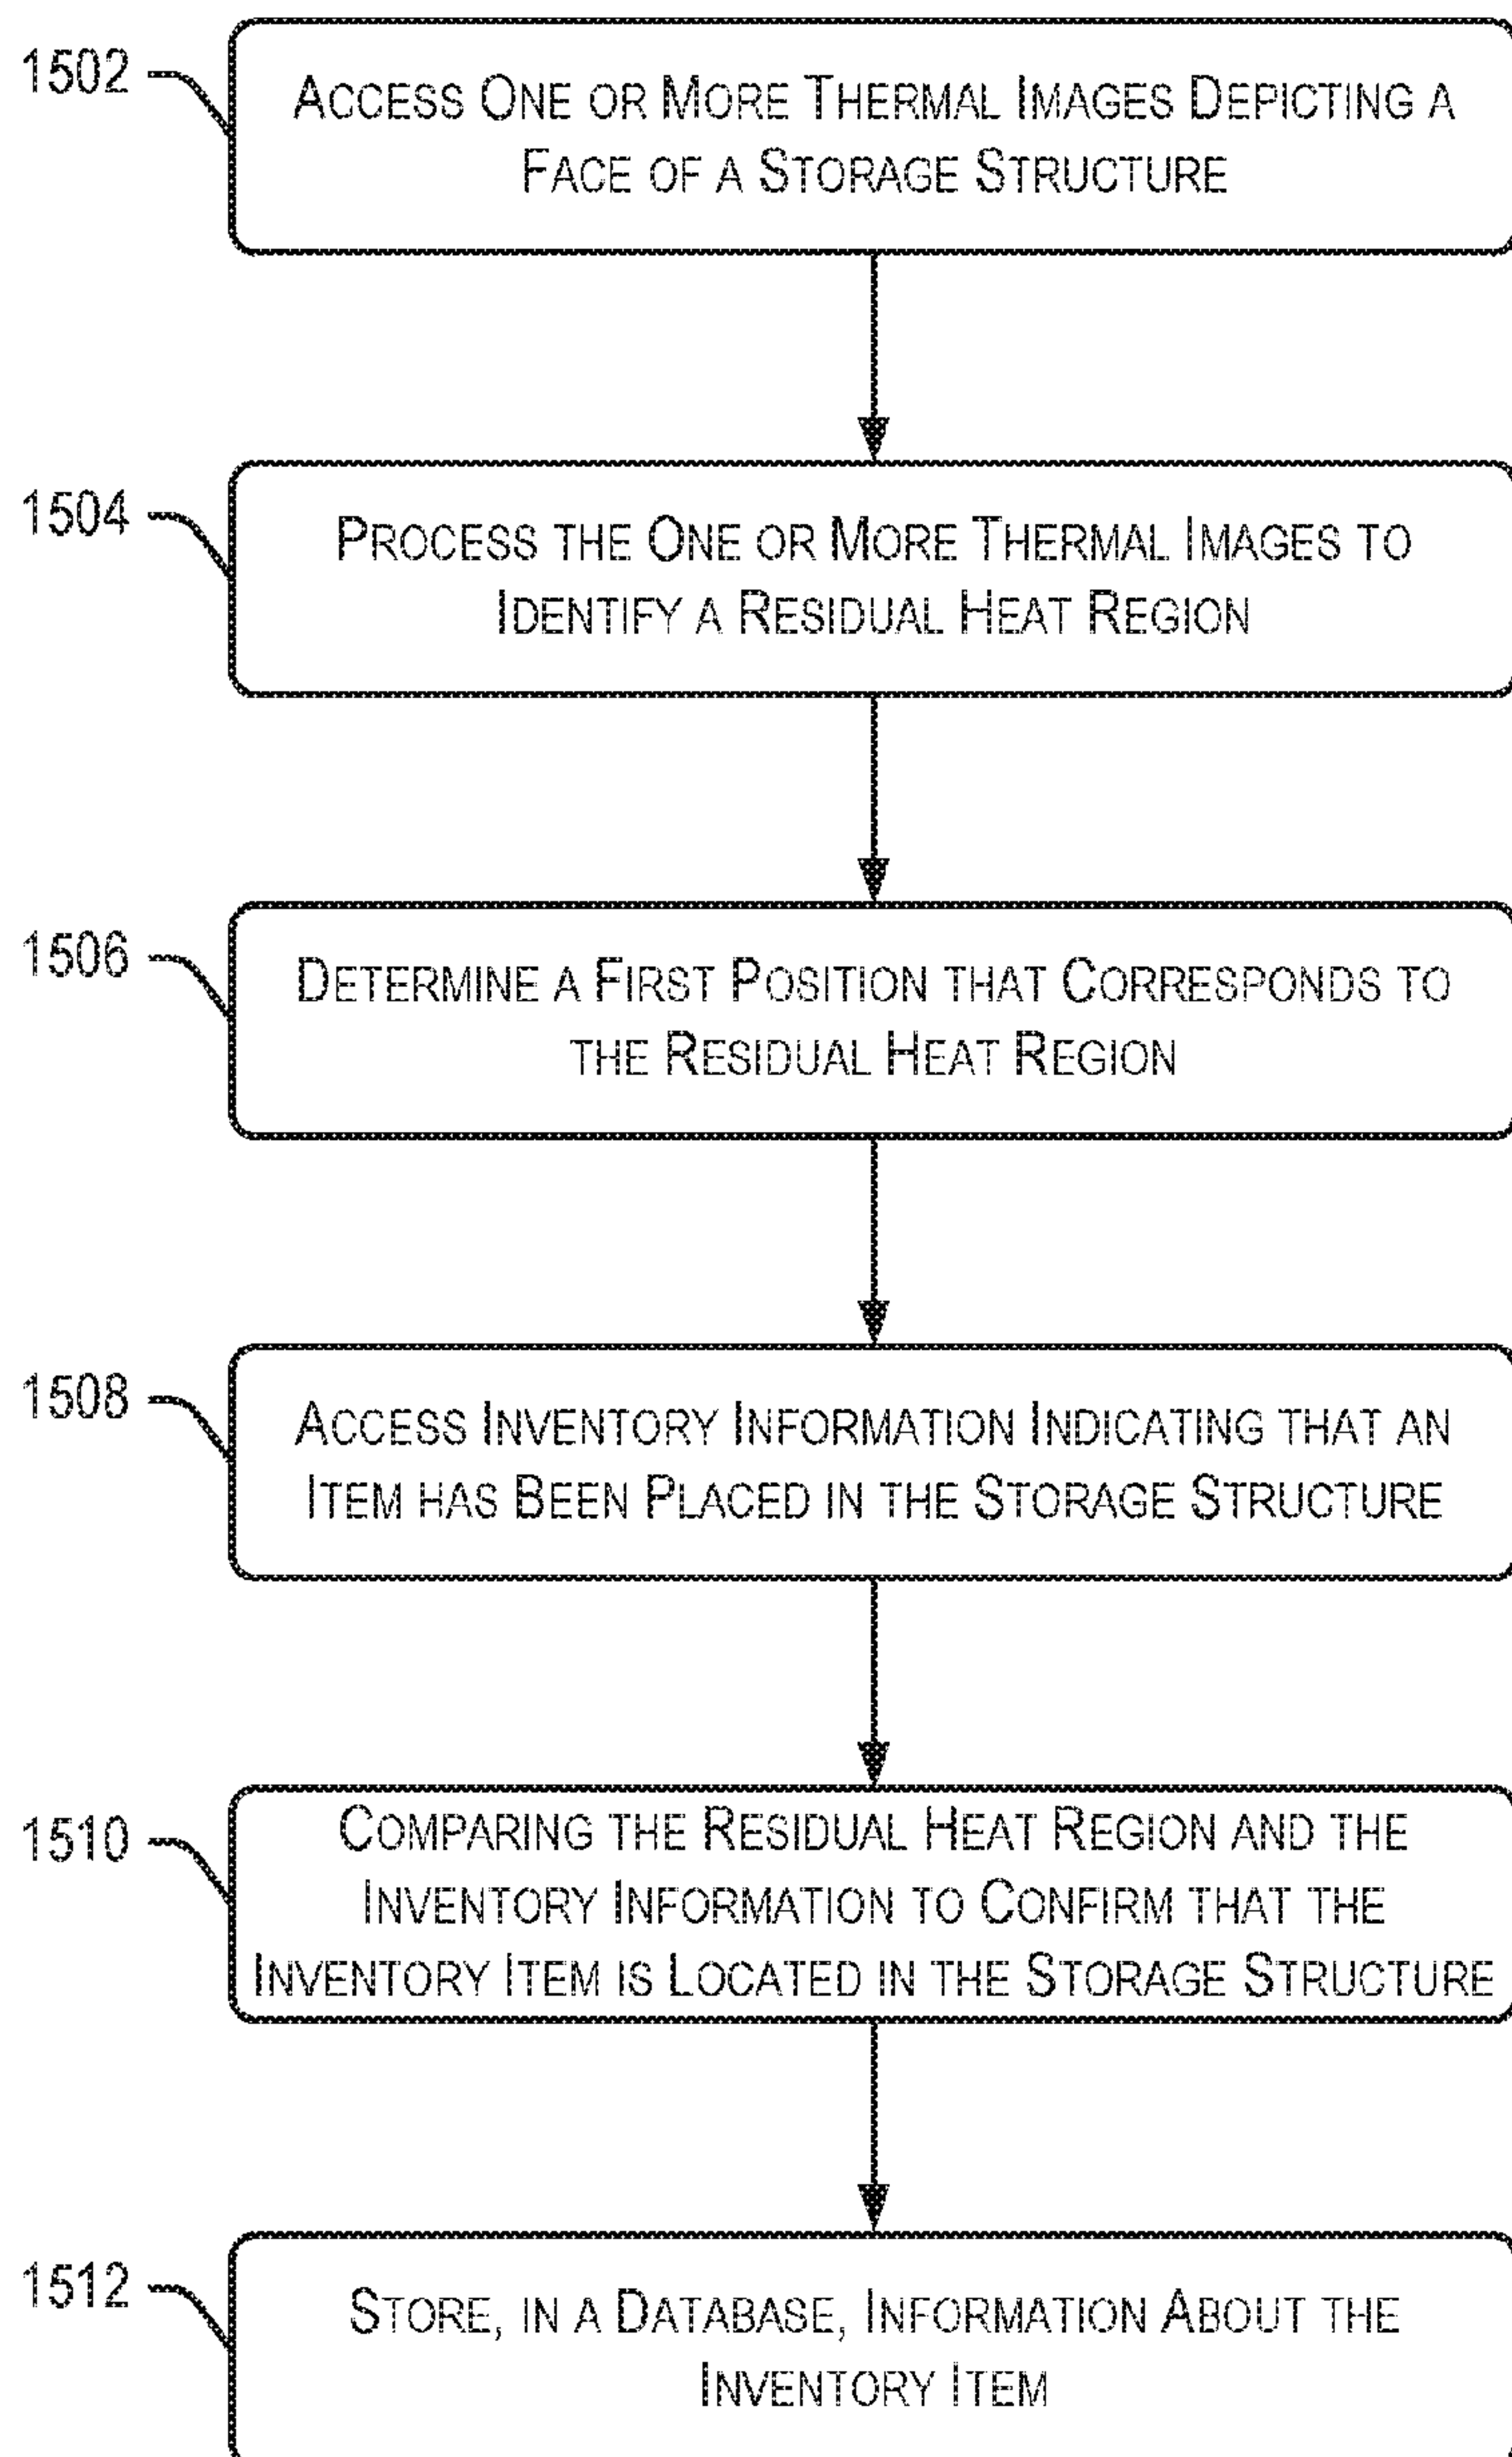 1502
ACCESS ONE OR MORE THERMAL IMAGES DEPICTING A
FACE OF A STORAGE STRUCTURE
1504
PROCESS THE ONE OR MORE THERMAL IMAGES TO
IDENTIFY A RESIDUAL HEAT REGION
1506
DETERMINE A FIRST POSITION THAT CORRESPONDS TO
THE RESIDUAL HEAT REGION
1508
ACCESS INVENTORY INFORMATION INDICATING THAT AN
ITEM HAS BEEN PLACED IN THE STORAGE STRUCTURE
1510
COMPARING THE RESIDUAL HEAT REGION AND THE
INVENTORY INFORMATION TO CONFIRM THAT THE
INVENTORY ITEM IS LOCATED IN THE STORAGE STRUCTURE
1512
STORE, IN A DATABASE, INFORMATION ABOUT THE
INVENTORY ITEM